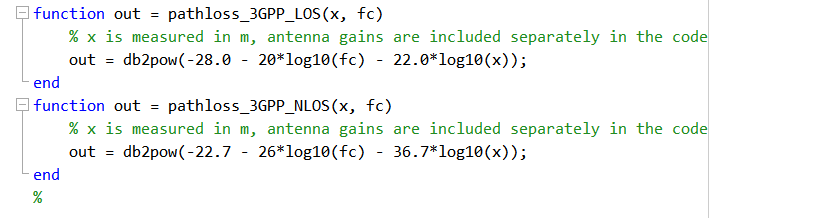 function out = pathloss_3GPP_LOS(x, fc)
% x is measured in m, antenna gains are included separately in the code
out = db2pow(-28.0 - 20*log10(fc) - 22.0*log10(x));
end
function out = pathloss_3GPP_NLOS(x, fc)
% x is measured in m, antenna gains are included separately in the code
out = db2pow(-22.7 - 26*log10(fc) - 36.7*log10(x));
end
%